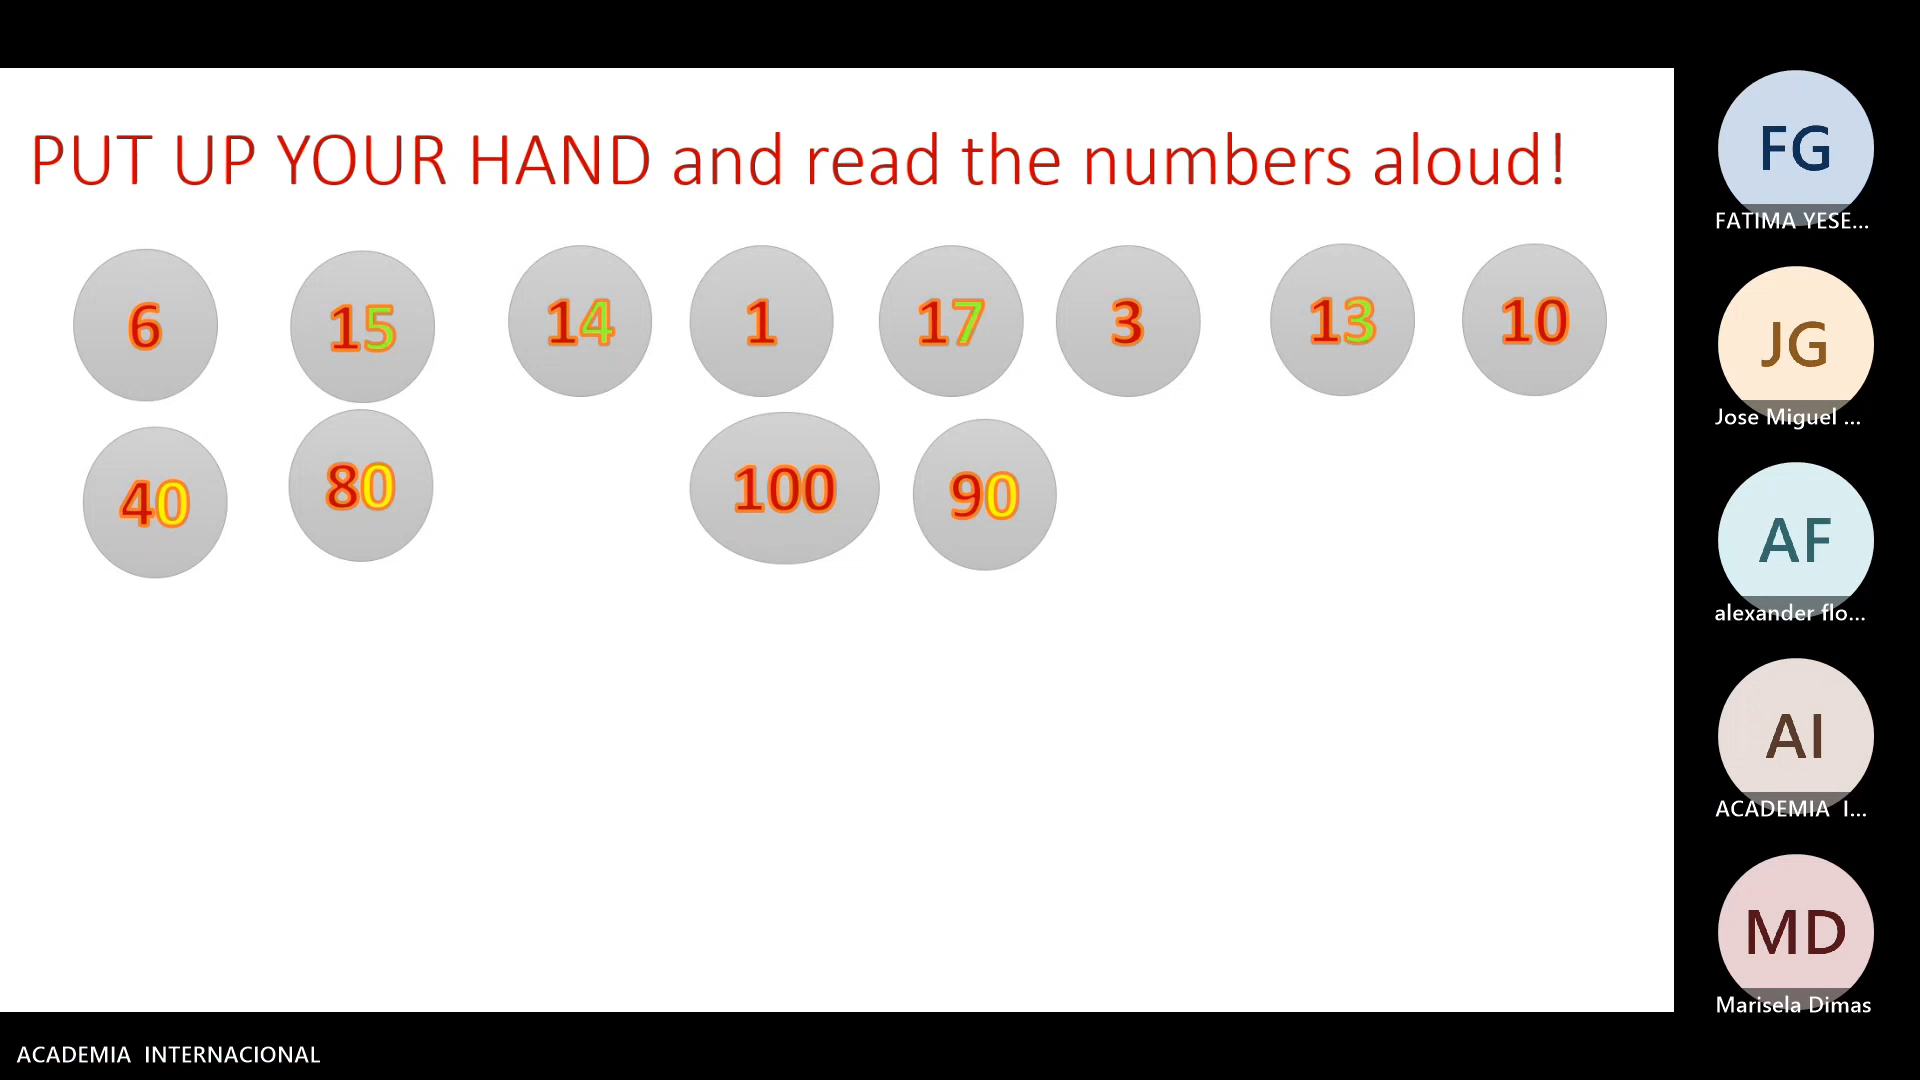 PUT UP YOUR HAND and read the numbers aloud!
6 15 14 1 17 3 13 10
40 80 100 90
FG
FATIMA YESE...
JG
Jose Miguel ...
AF
alexander flo...
AI
ACADEMIA I...
MD
Marisela Dimas
ACADEMIA INTERNACIONAL